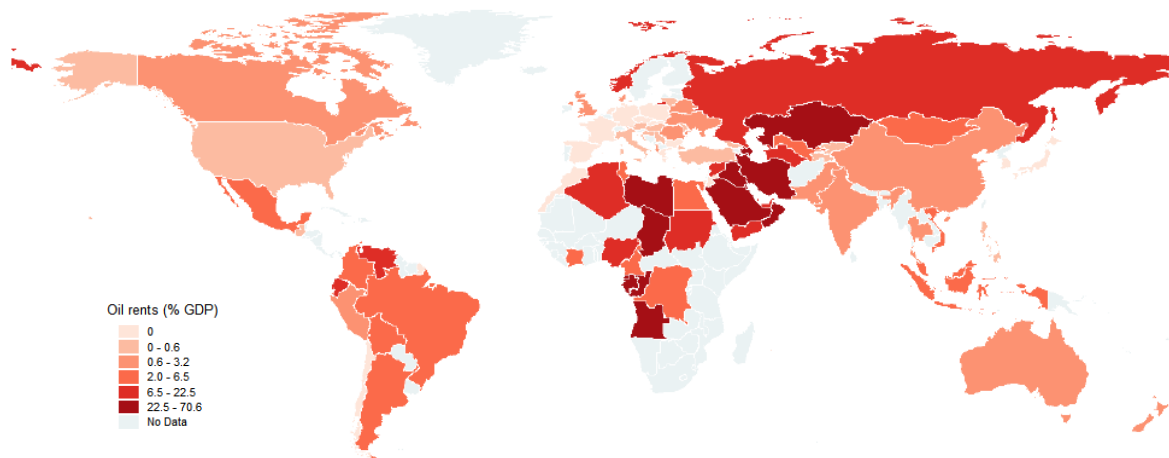 Oil rents (% GDP)
0
0 - 0.6
0.6 - 3.2
2.0 - 6.5
6.5 - 22.5
22.5 - 70.6
No Data